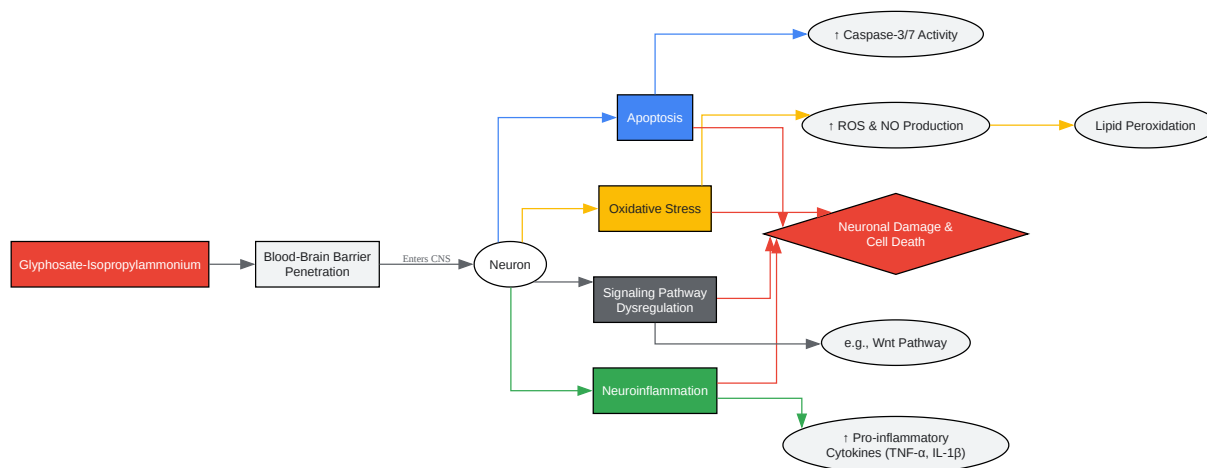 ↑ Caspase-3/7 Activity
Apoptosis
↑ ROS & NO Production
Lipid Peroxidation
Oxidative Stress
Neuronal Damage &
Cell Death
Glyphosate-Isopropylammonium
Blood-Brain Barrier
Penetration
Enters CNS
Neuron
Signaling Pathway
Dysregulation
e.g., Wnt Pathway
Neuroinflammation
↑ Pro-inflammatory
Cytokines (TNF-α, IL-1β)